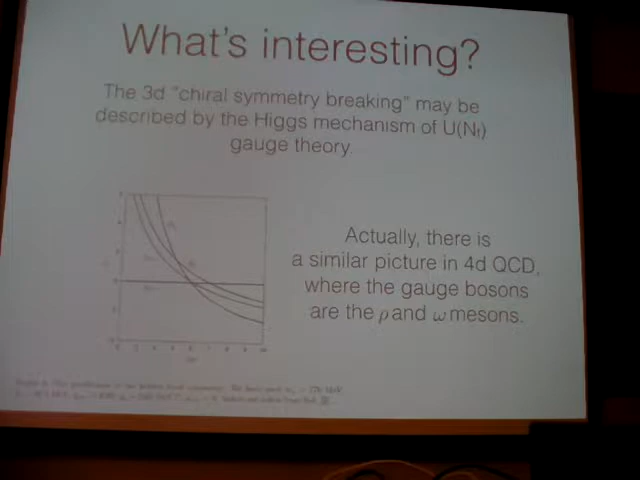 What's interesting?
The 3d "chiral symmetry breaking" may be
described by the Higgs mechanism of U(Nf)
gauge theory.
Actually, there is
a similar picture in 4d QCD,
where the gauge bosons
are the ρ and ω mesons.